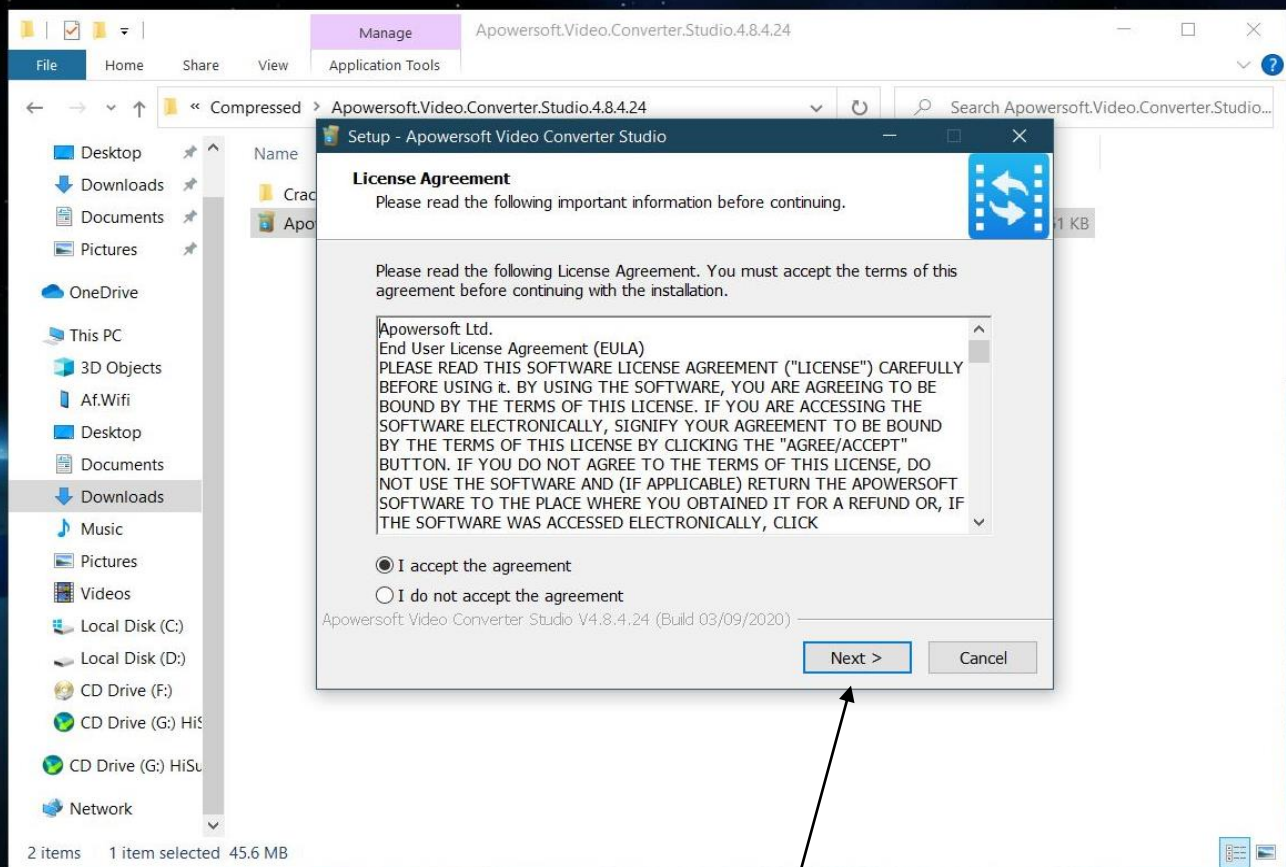 Manage
Apowersoft.Video.Converter.Studio.4.8.4.24
File Home Share View Application Tools
« Compressed > Apowersoft.Video.Converter.Studio.4.8.4.24
Search Apowersoft.Video.Converter.Studio...
Name
Crac
Apo
51 KB
Desktop
Downloads
Documents
Pictures
OneDrive
This PC
3D Objects
Af.Wifi
Desktop
Documents
Downloads
Music
Pictures
Videos
Local Disk (C:)
Local Disk (D:)
CD Drive (F:)
CD Drive (G:) HiS
CD Drive (G:) HiSu
Network
Setup - Apowersoft Video Converter Studio
License Agreement
Please read the following important information before continuing.
Please read the following License Agreement. You must accept the terms of this
agreement before continuing with the installation.
Apowersoft Ltd.
End User License Agreement (EULA)
PLEASE READ THIS SOFTWARE LICENSE AGREEMENT ("LICENSE") CAREFULLY
BEFORE USING it. BY USING THE SOFTWARE, YOU ARE AGREEING TO BE
BOUND BY THE TERMS OF THIS LICENSE. IF YOU ARE ACCESSING THE
SOFTWARE ELECTRONICALLY, SIGNIFY YOUR AGREEMENT TO BE BOUND
BY THE TERMS OF THIS LICENSE BY CLICKING THE "AGREE/ACCEPT"
BUTTON. IF YOU DO NOT AGREE TO THE TERMS OF THIS LICENSE, DO
NOT USE THE SOFTWARE AND (IF APPLICABLE) RETURN THE APOWERSOFT
SOFTWARE TO THE PLACE WHERE YOU OBTAINED IT FOR A REFUND OR, IF
THE SOFTWARE WAS ACCESSED ELECTRONICALLY, CLICK
I accept the agreement
I do not accept the agreement
Apowersoft Video Converter Studio V4.8.4.24 (Build 03/09/2020)
Next > Cancel
2 items 1 item selected 45.6 MB